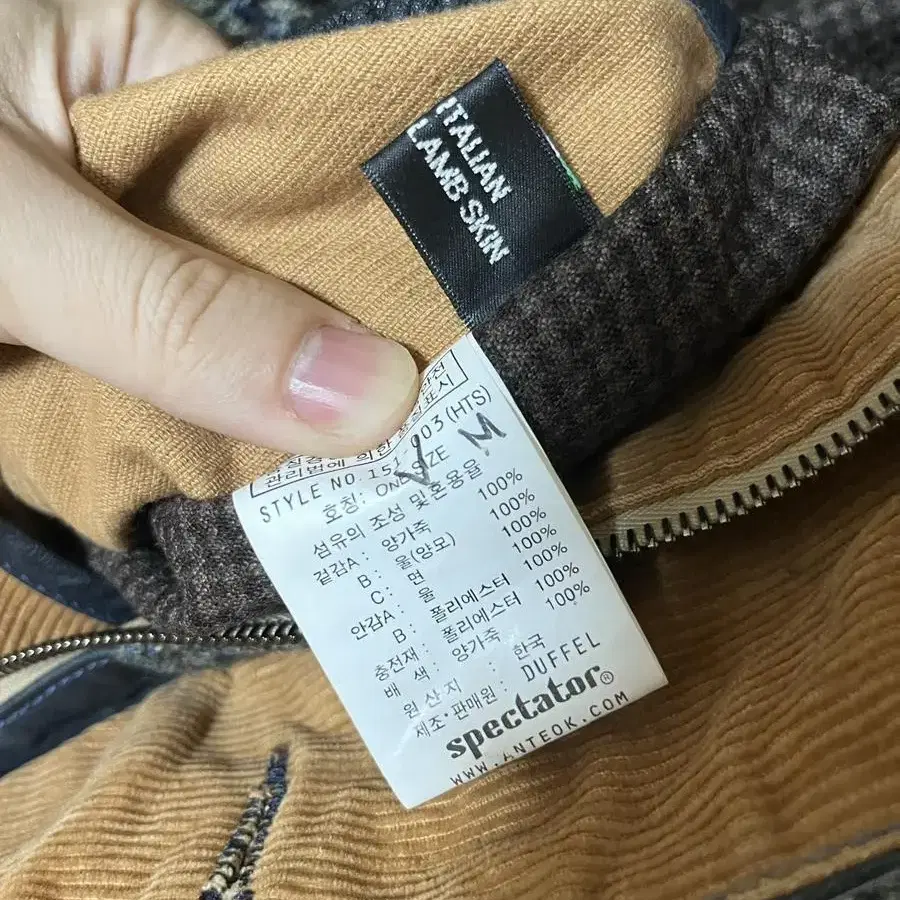 ITALIAN
LAMB SKIN
관리법에 의한
STYLE NO. 151 003(HTS)
V M
호칭: ONE SIZE
섬유의 조성 및 혼용율
겉감A: 양가죽 100%
B: 울(양모) 100%
C: 면 100%
안감A: 울 100%
B: 폴리에스터 100%
충전재: 폴리에스터 100%
배 색: 양가죽 100%
원 산 지: 한국
제조·판매원: DUFFEL
spectator®
WWW.ANTEOK.COM